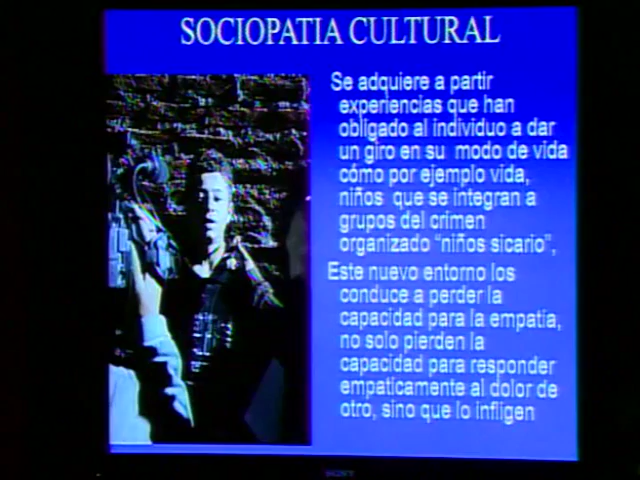 SOCIOPATIA CULTURAL
Se adquiere a partir
experiencias que han
obligado al individuo a dar
un giro en su modo de vida
cómo por ejemplo vida,
niños que se integran a
grupos del crimen
organizado "niños sicario",
Este nuevo entorno los
conduce a perder la
capacidad para la empatía,
no solo pierden la
capacidad para responder
empaticamente al dolor de
otro, sino que lo infligen
SONY